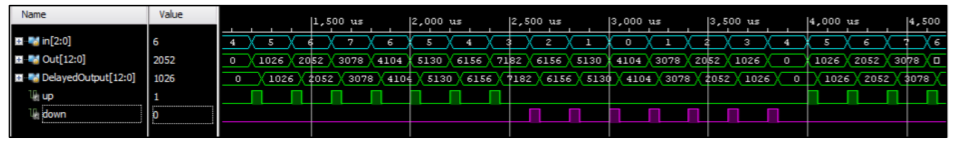 Name Value 1,500 us 2,000 us 2,500 us 3,000 us 3,500 us 4,000 us 4,500
in[2:0] 6 4 5 6 7 6 5 4 3 2 1 0 1 2 3 4 5 6 7 6
Out[12:0] 2052 0 1026 2052 3078 4104 5130 6156 7182 6156 5130 4104 3078 2052 1026 0 1026 2052 3078
DelayedOutput[12:0] 1026 0 1026 2052 3078 4104 5130 6156 7182 6156 5130 4104 3078 2052 1026 0 1026 2052 3078
up 1
down 0